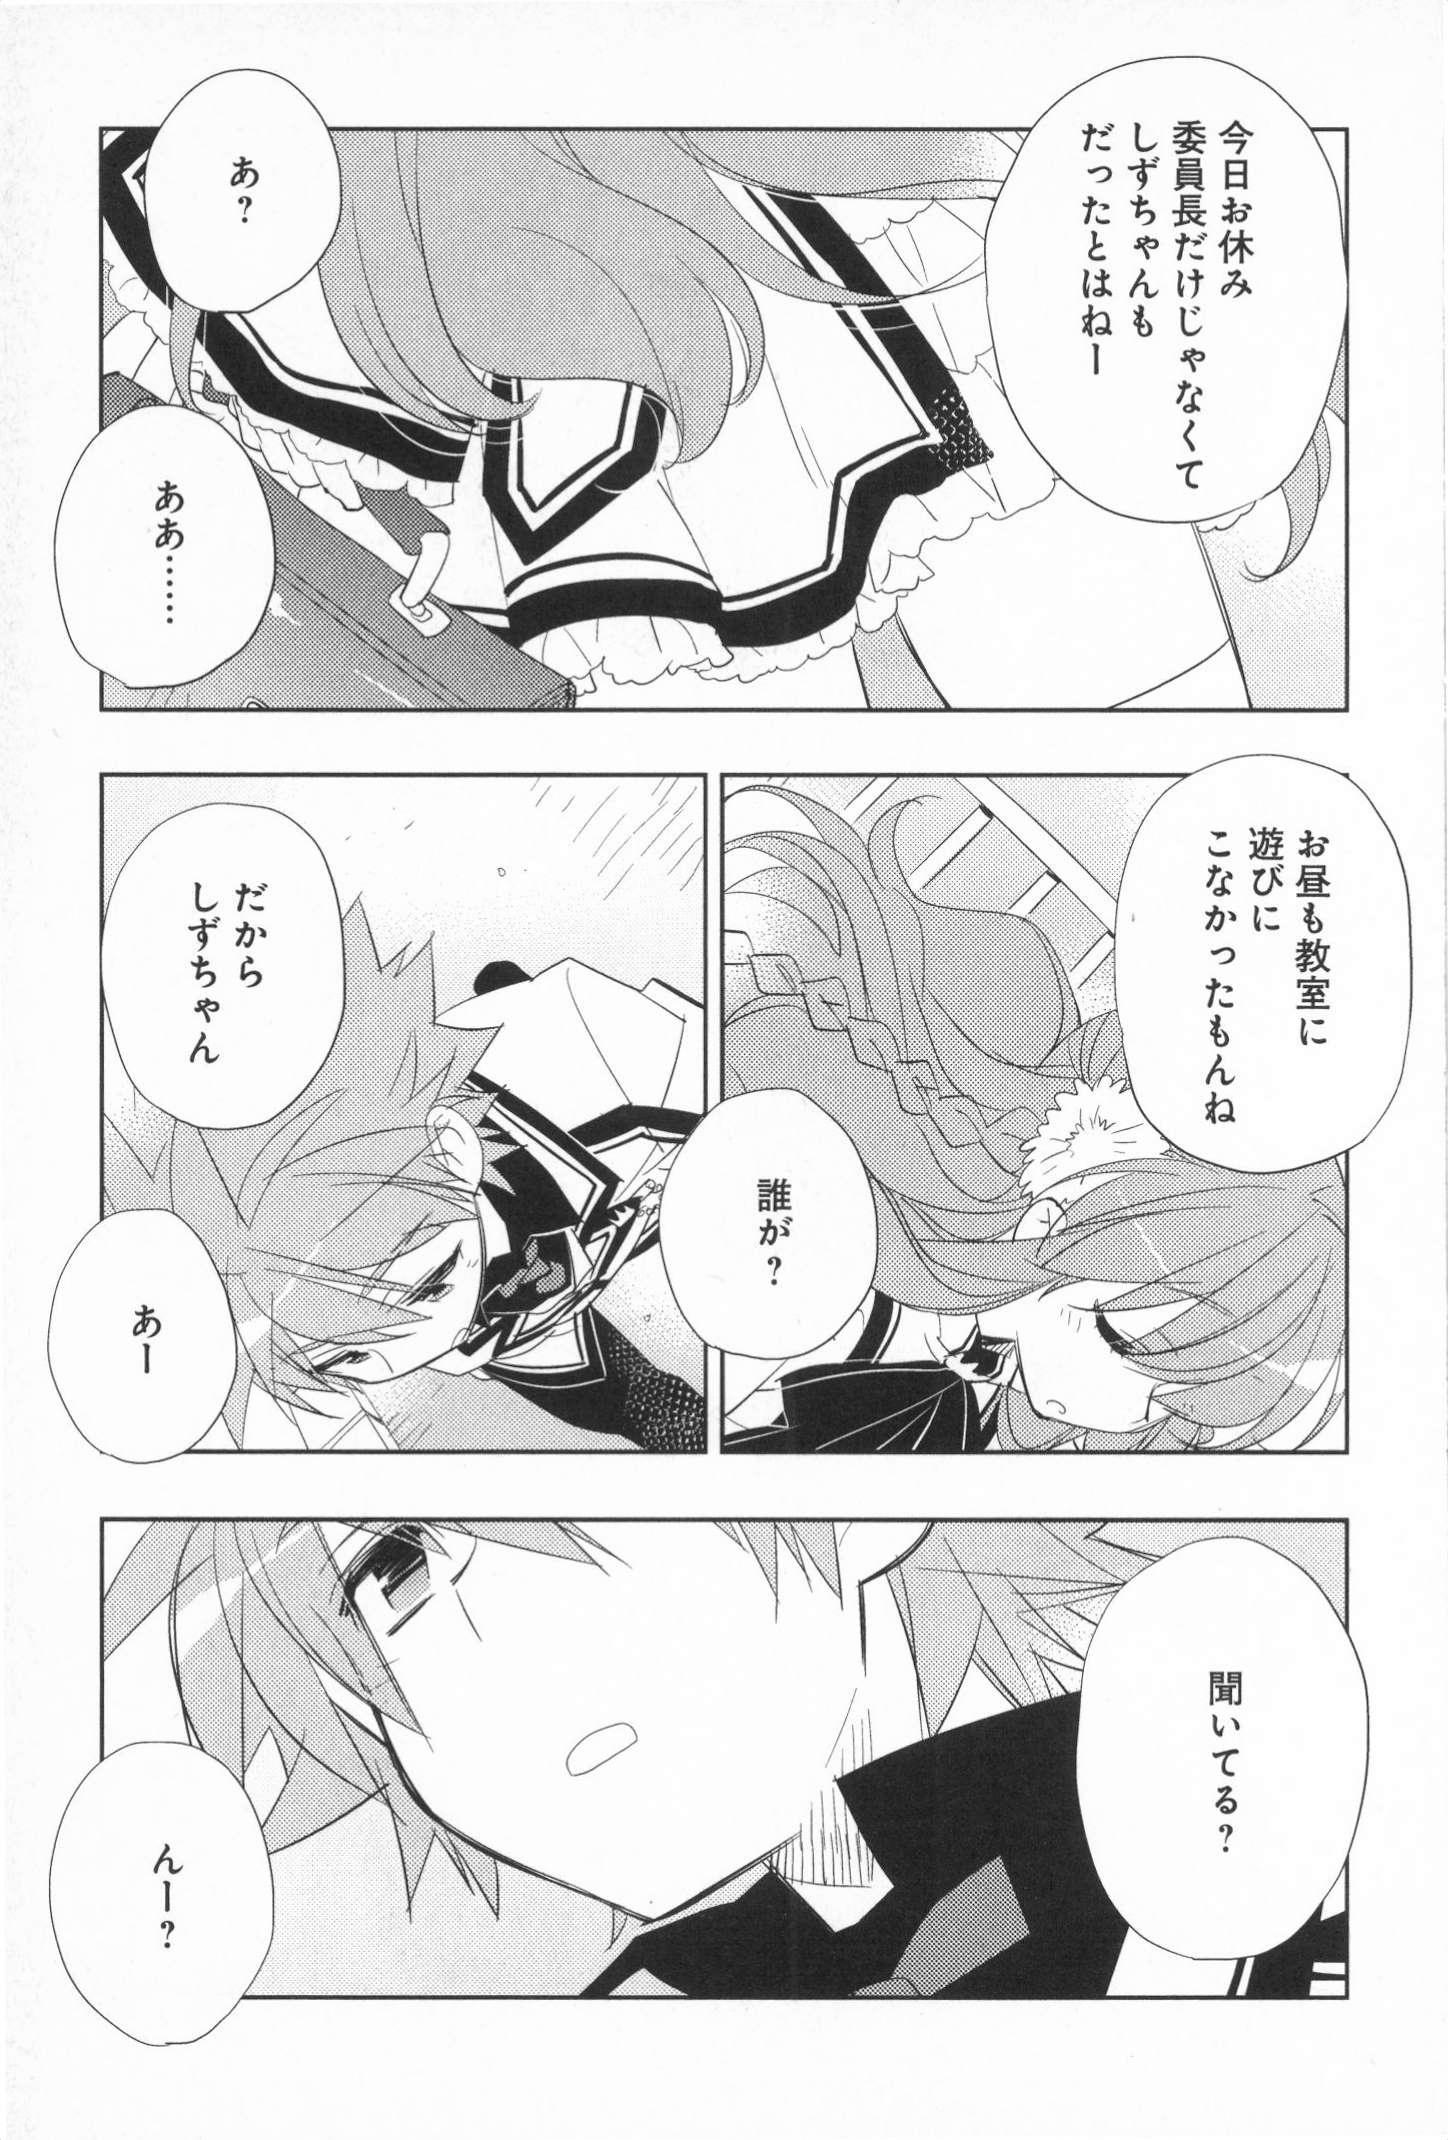 今日お休み
委員長だけじゃなくて
しずちゃんも
だったとはねー
あ?
ああ……
お昼も教室に
遊びに
こなかったもんね
誰が?
だから
しずちゃん
あー
聞いてる?
んー?